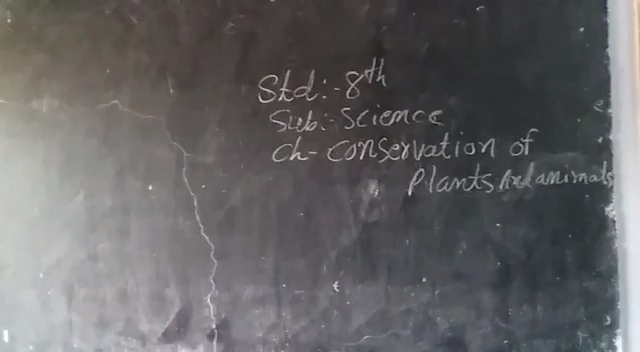 Std:- 8th
Sub:- Science
Ch- Conservation of
Plants And animals